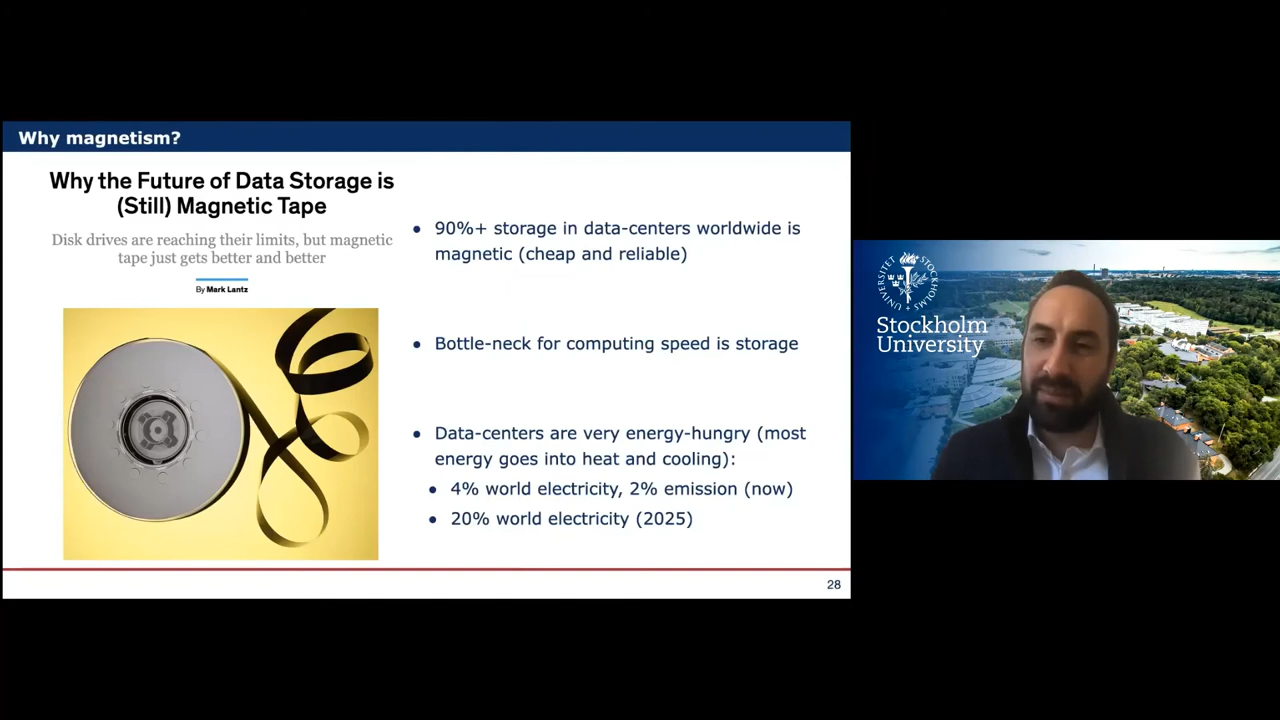 Why magnetism?
Why the Future of Data Storage is
(Still) Magnetic Tape
Disk drives are reaching their limits, but magnetic
tape just gets better and better
By Mark Lantz
• 90%+ storage in data-centers worldwide is
magnetic (cheap and reliable)
• Bottle-neck for computing speed is storage
• Data-centers are very energy-hungry (most
energy goes into heat and cooling):
• 4% world electricity, 2% emission (now)
• 20% world electricity (2025)
28
STOCKHOLMS
UNIVERSITET
Stockholm
University